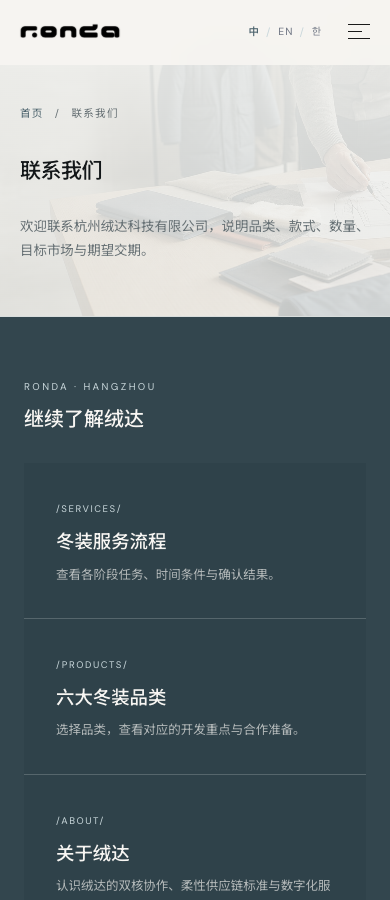 ronda
中 / EN / 한
首页 / 联系我们
联系我们
欢迎联系杭州绒达科技有限公司，说明品类、款式、数量、
目标市场与期望交期。
RONDA · HANGZHOU
继续了解绒达
/SERVICES/
冬装服务流程
查看各阶段任务、时间条件与确认结果。
/PRODUCTS/
六大冬装品类
选择品类，查看对应的开发重点与合作准备。
/ABOUT/
关于绒达
认识绒达的双核协作、柔性供应链标准与数字化服